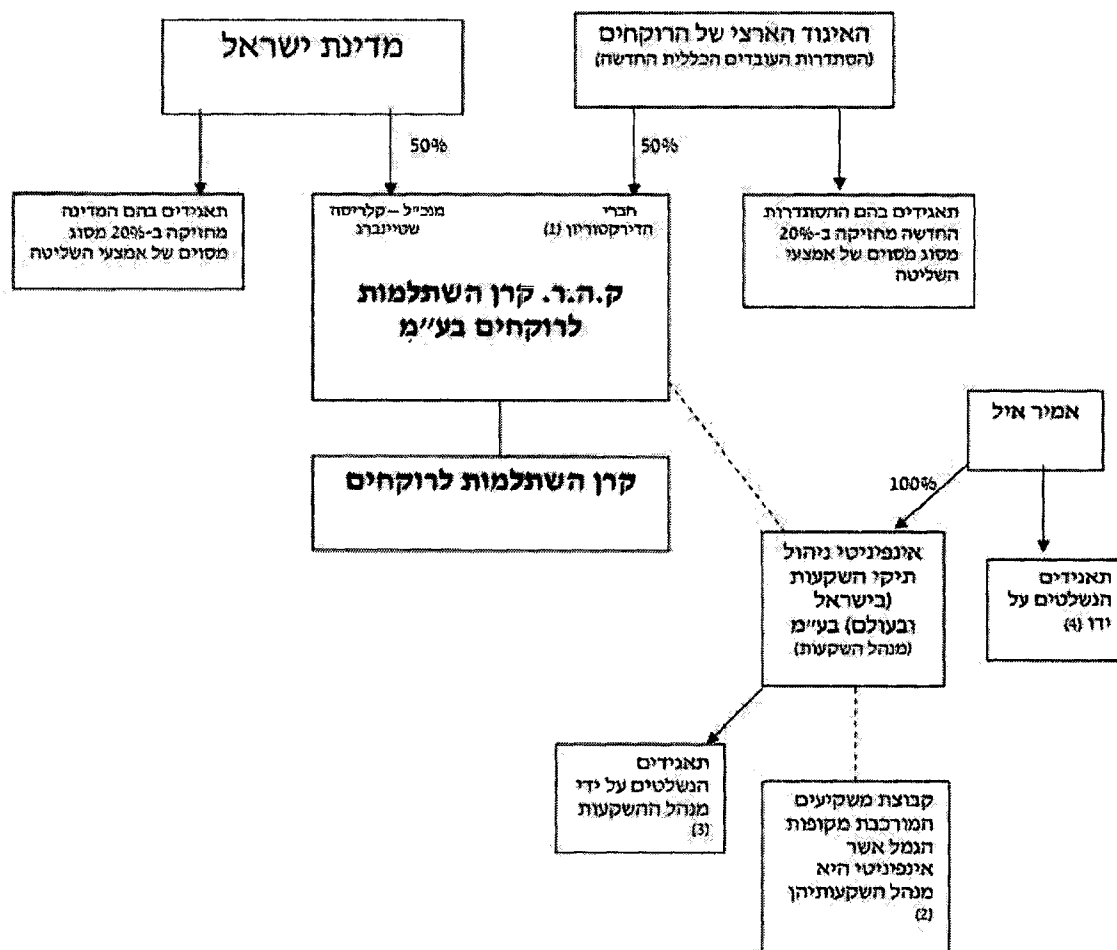 מדינת ישראל
האיגוד הארצי של הרוקחים
(הסתדרות העובדים הכללית החדשה)
50%
50%
תאגידים בהם המדינה
מחזיקה ב-20% מסוג
מסוים של אמצעי השליטה
מנכ"ל – קלריסה
שטיינברג
חברי
הדירקטוריון (1)
ק.ה.ר. קרן השתלמות
לרוקחים בע"מ
תאגידים בהם ההסתדרות
החדשה מחזיקה ב-20%
מסוג מסוים של אמצעי
השליטה
אמיר איל
קרן השתלמות לרוקחים
100%
אינפיניטי ניהול
תיקי השקעות
(בישראל
ובעולם) בע"מ
(מנהל השקעות)
תאגידים
הנשלטים על
ידו (4)
תאגידים
הנשלטים על ידי
מנהל ההשקעות
(3)
קבוצת משקיעים
המורכבת מקופות
הגמל אשר
אינפיניטי היא
מנהל השקעותיהן
(2)